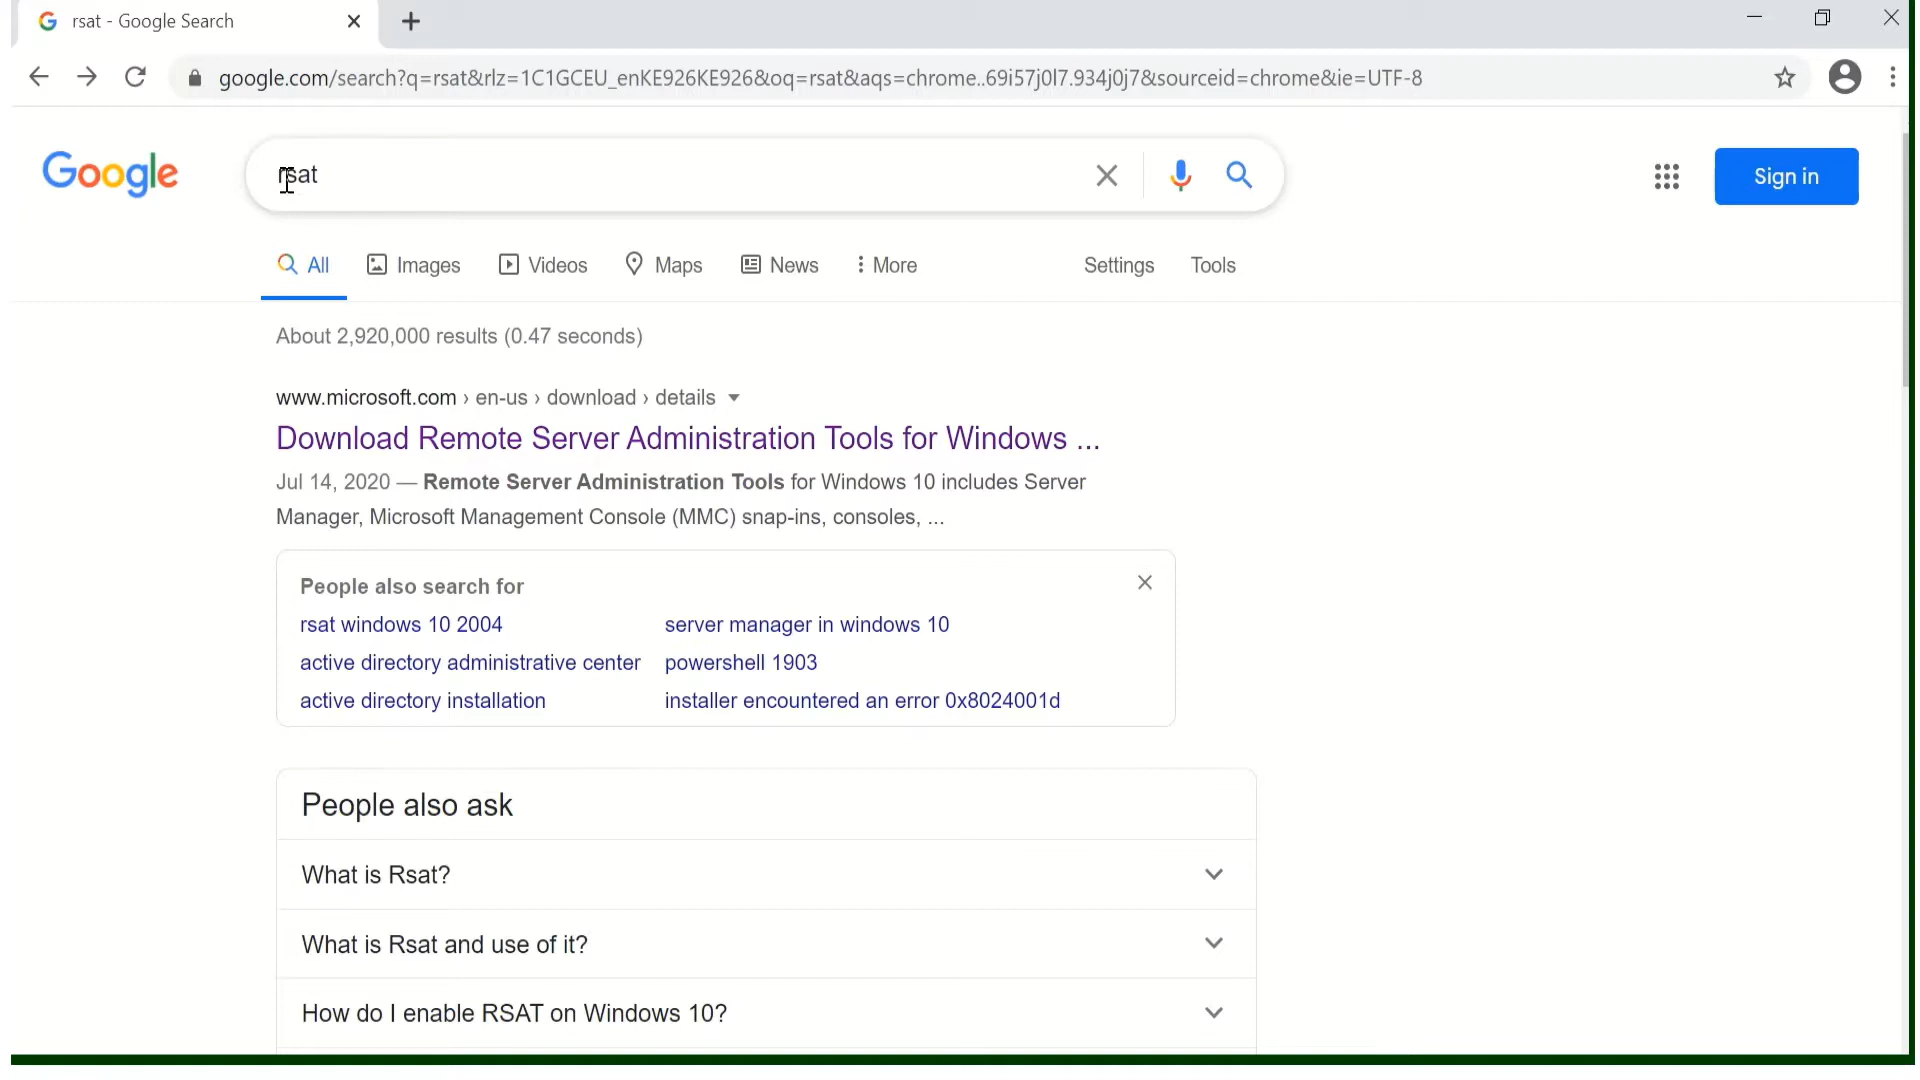 rsat - Google Search
google.com/search?q=rsat&rlz=1C1GCEU_enKE926KE926&oq=rsat&aqs=chrome..69i57j0l7.934j0j7&sourceid=chrome&ie=UTF-8
Google
rsat
Sign in
All Images Videos Maps News More Settings Tools
About 2,920,000 results (0.47 seconds)
www.microsoft.com › en-us › download › details
Download Remote Server Administration Tools for Windows ...
Jul 14, 2020 — Remote Server Administration Tools for Windows 10 includes Server
Manager, Microsoft Management Console (MMC) snap-ins, consoles, ...
People also search for
rsat windows 10 2004 server manager in windows 10
active directory administrative center powershell 1903
active directory installation installer encountered an error 0x8024001d
People also ask
What is Rsat?
What is Rsat and use of it?
How do I enable RSAT on Windows 10?